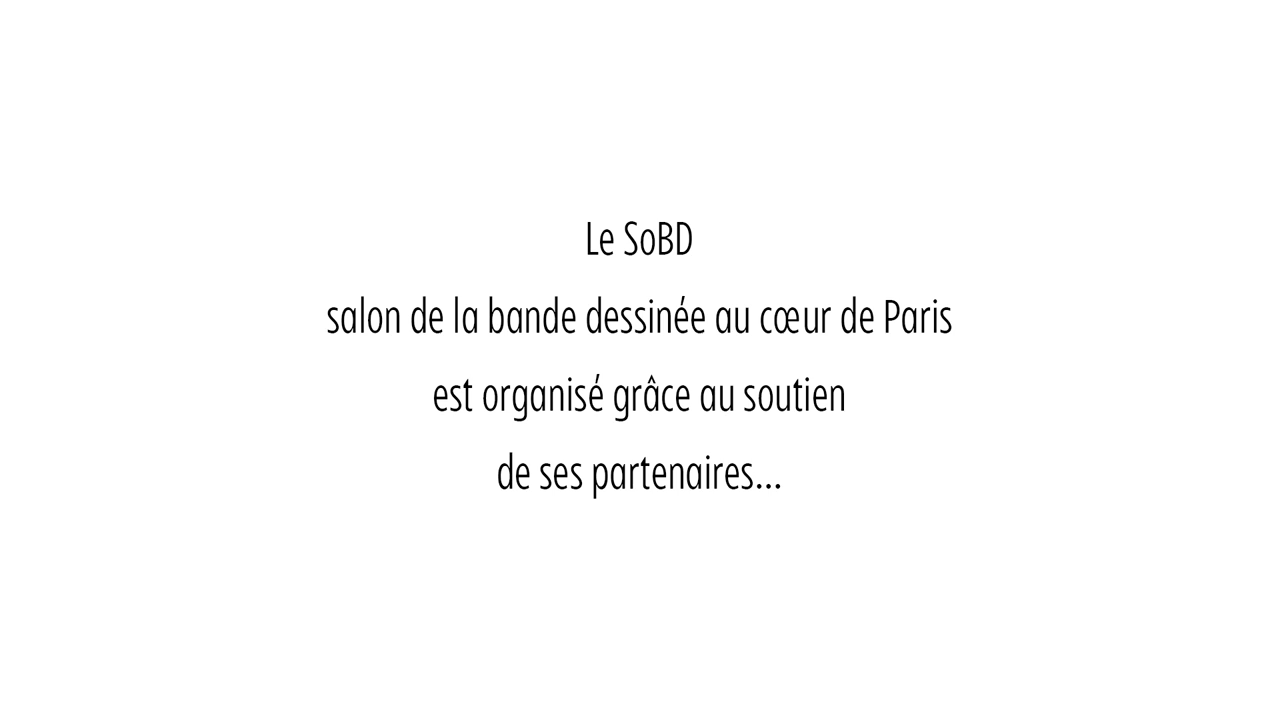 Le SoBD
salon de la bande dessinée au cœur de Paris
est organisé grâce au soutien
de ses partenaires...